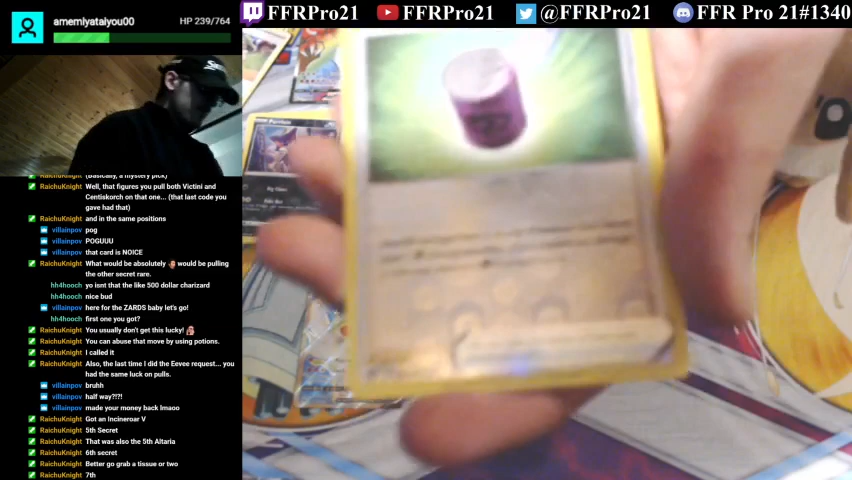 amemlyatalyou00 HP 239/764
FFRPro21 FFRPro21 @FFRPro21 FFR Pro 21#1340
(Basically, a mystery pick)
RaichuKnight Well, that figures you pull both Victini and
Centiskorch on that one... (that last code you
gave had that)
RaichuKnight and in the same positions
villainpov pog
villainpov POGUUU
villainpov that card is NOICE
RaichuKnight What would be absolutely would be pulling
the other secret rare.
hh4hooch yo isnt that the like 500 dollar charizard
hh4hooch nice bud
villainpov here for the ZARDS baby let's go!
hh4hooch first one you got?
RaichuKnight You usually don't get this lucky!
RaichuKnight You can abuse that move by using potions.
RaichuKnight I called it
RaichuKnight Also, the last time I did the Eevee request... you
had the same luck on pulls.
villainpov bruhh
villainpov half way?!?!
villainpov made your money back lmaoo
RaichuKnight Got an Incineroar V
RaichuKnight 5th Secret
RaichuKnight That was also the 5th Altaria
RaichuKnight 6th secret
RaichuKnight Better go grab a tissue or two
RaichuKnight 7th